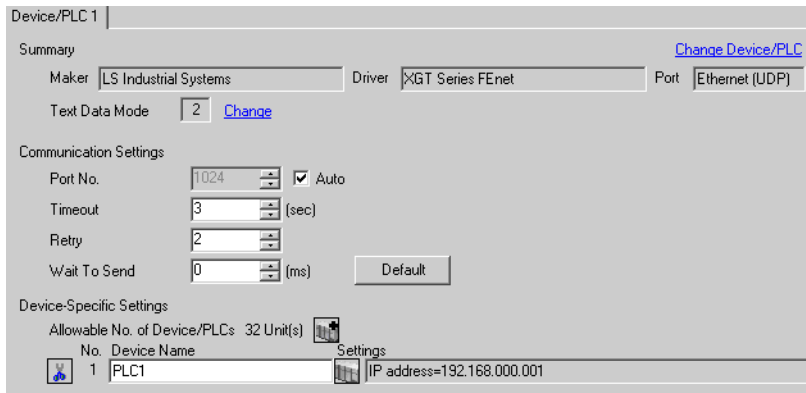 Device/PLC 1
Summary Change Device/PLC
Maker LS Industrial Systems Driver XGT Series FEnet Port Ethernet (UDP)
Text Data Mode 2 Change
Communication Settings
Port No. 1024 Auto
Timeout 3 (sec)
Retry 2
Wait To Send 0 (ms) Default
Device-Specific Settings
Allowable No. of Device/PLCs 32 Unit(s)
No. Device Name Settings
1 PLC1 IP address=192.168.000.001